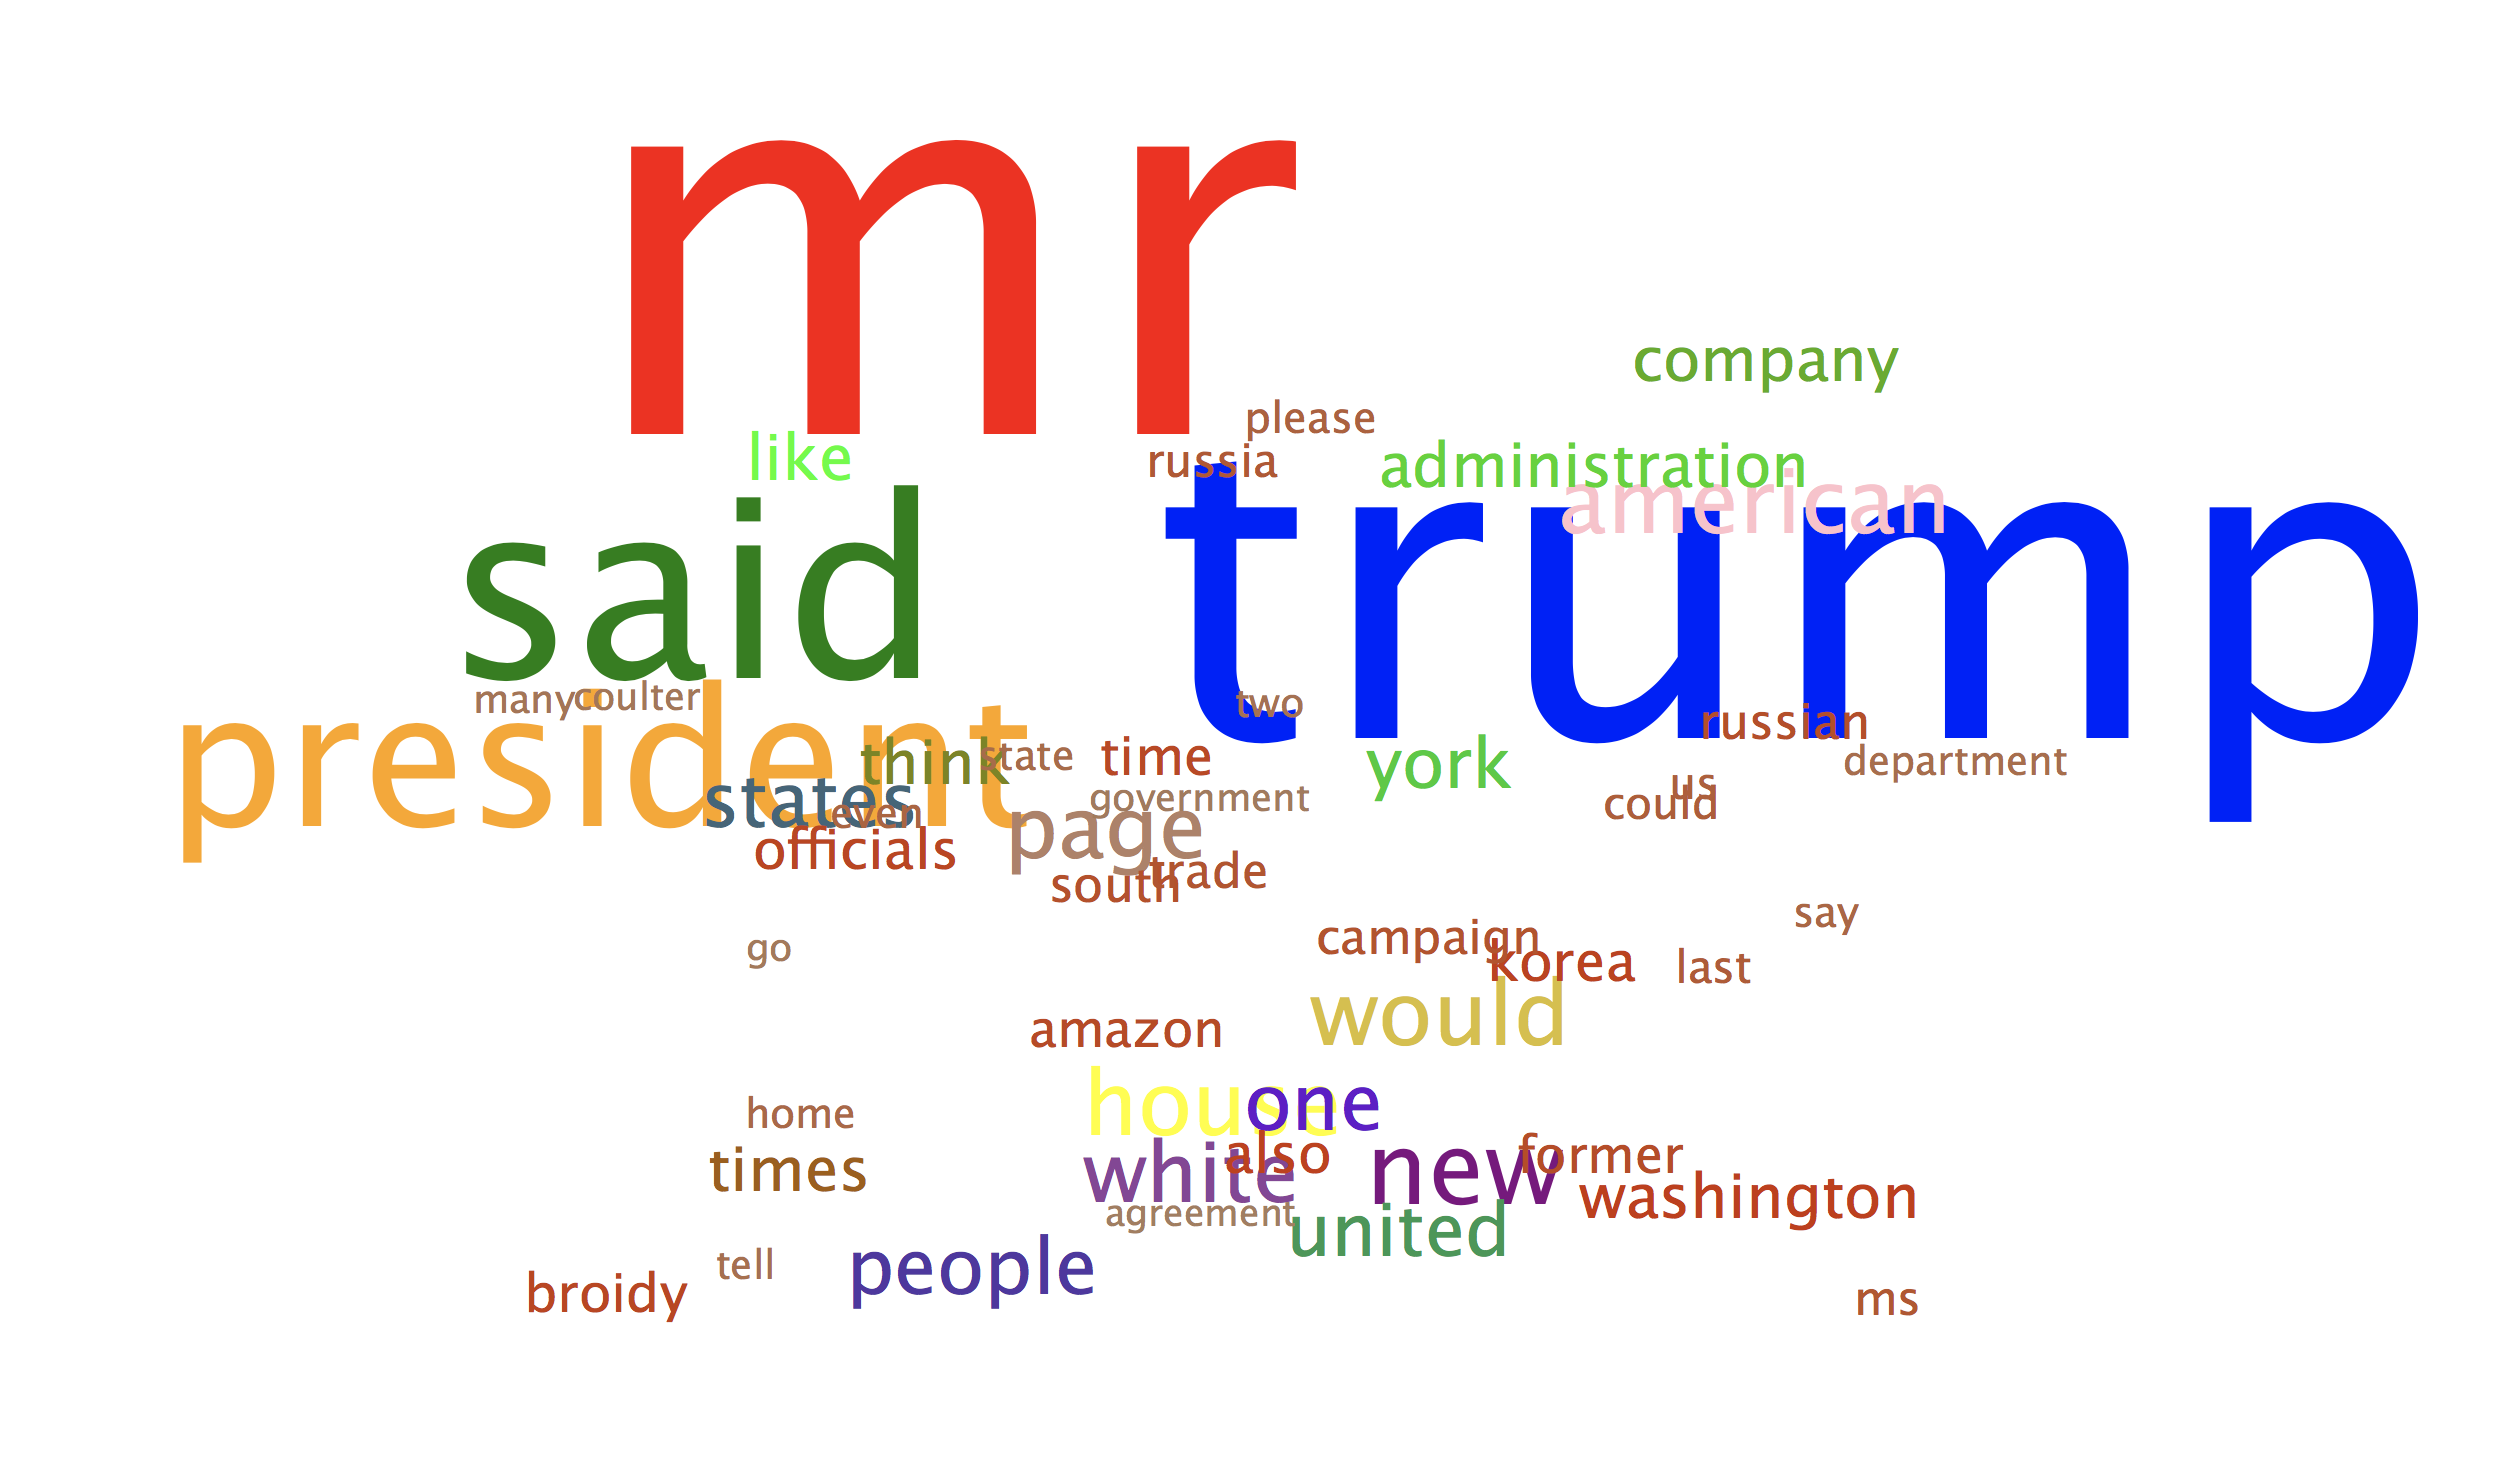 mr
company
please
like
russia
administration
american
said
trump
many
coulter
two
president
russian
think
state
time
york
department
us
states
even
government
could
page
officials
trade
south
say
go
campaign
korea
last
would
amazon
house
one
home
also
former
times
white
new
washington
agreement
united
tell
people
broidy
ms